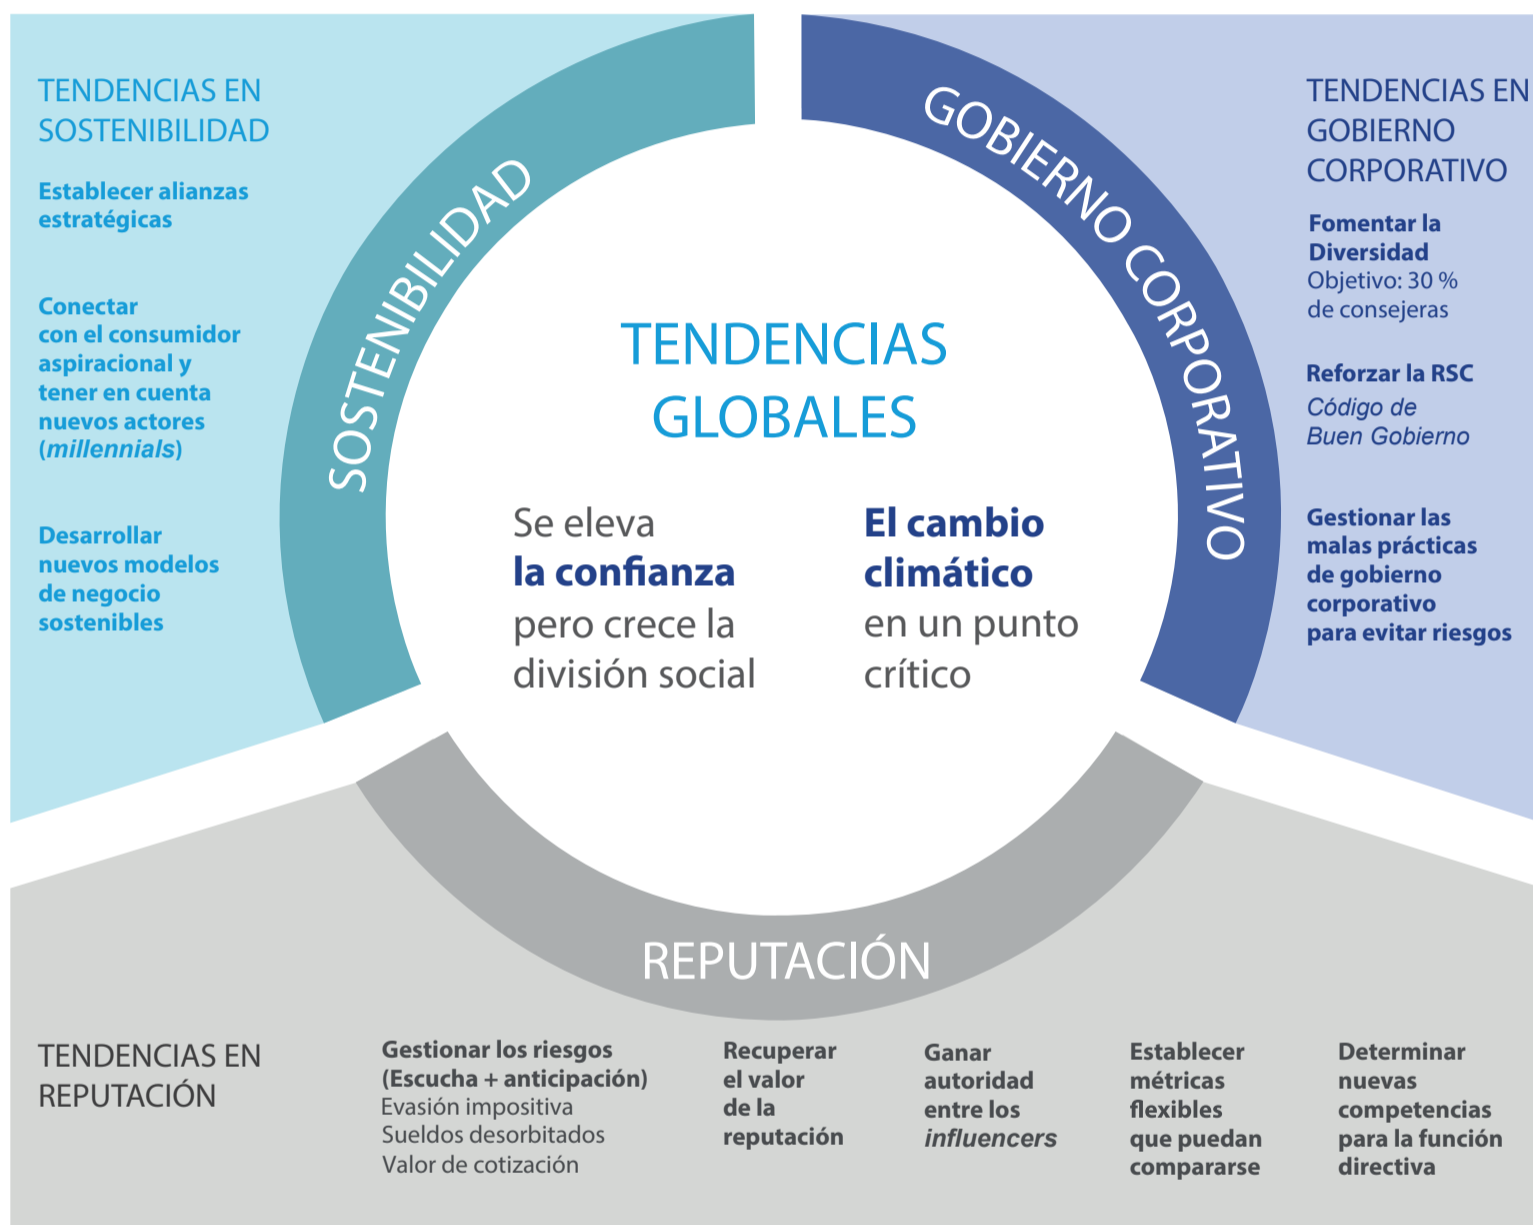 TENDENCIAS EN
SOSTENIBILIDAD
Establecer alianzas
estratégicas
Conectar
con el consumidor
aspiracional y
tener en cuenta
nuevos actores
(millennials)
Desarrollar
nuevos modelos
de negocio
sostenibles
SOSTENIBILIDAD
TENDENCIAS
GLOBALES
Se eleva
la confianza
pero crece la
división social
El cambio
climático
en un punto
crítico
GOBIERNO CORPORATIVO
TENDENCIAS EN
GOBIERNO
CORPORATIVO
Fomentar la
Diversidad
Objetivo: 30 %
de consejeras
Reforzar la RSC
Código de
Buen Gobierno
Gestionar las
malas prácticas
de gobierno
corporativo
para evitar riesgos
REPUTACIÓN
TENDENCIAS EN
REPUTACIÓN
Gestionar los riesgos
(Escucha + anticipación)
Evasión impositiva
Sueldos desorbitados
Valor de cotización
Recuperar
el valor
de la
reputación
Ganar
autoridad
entre los
influencers
Establecer
métricas
flexibles
que puedan
compararse
Determinar
nuevas
competencias
para la función
directiva